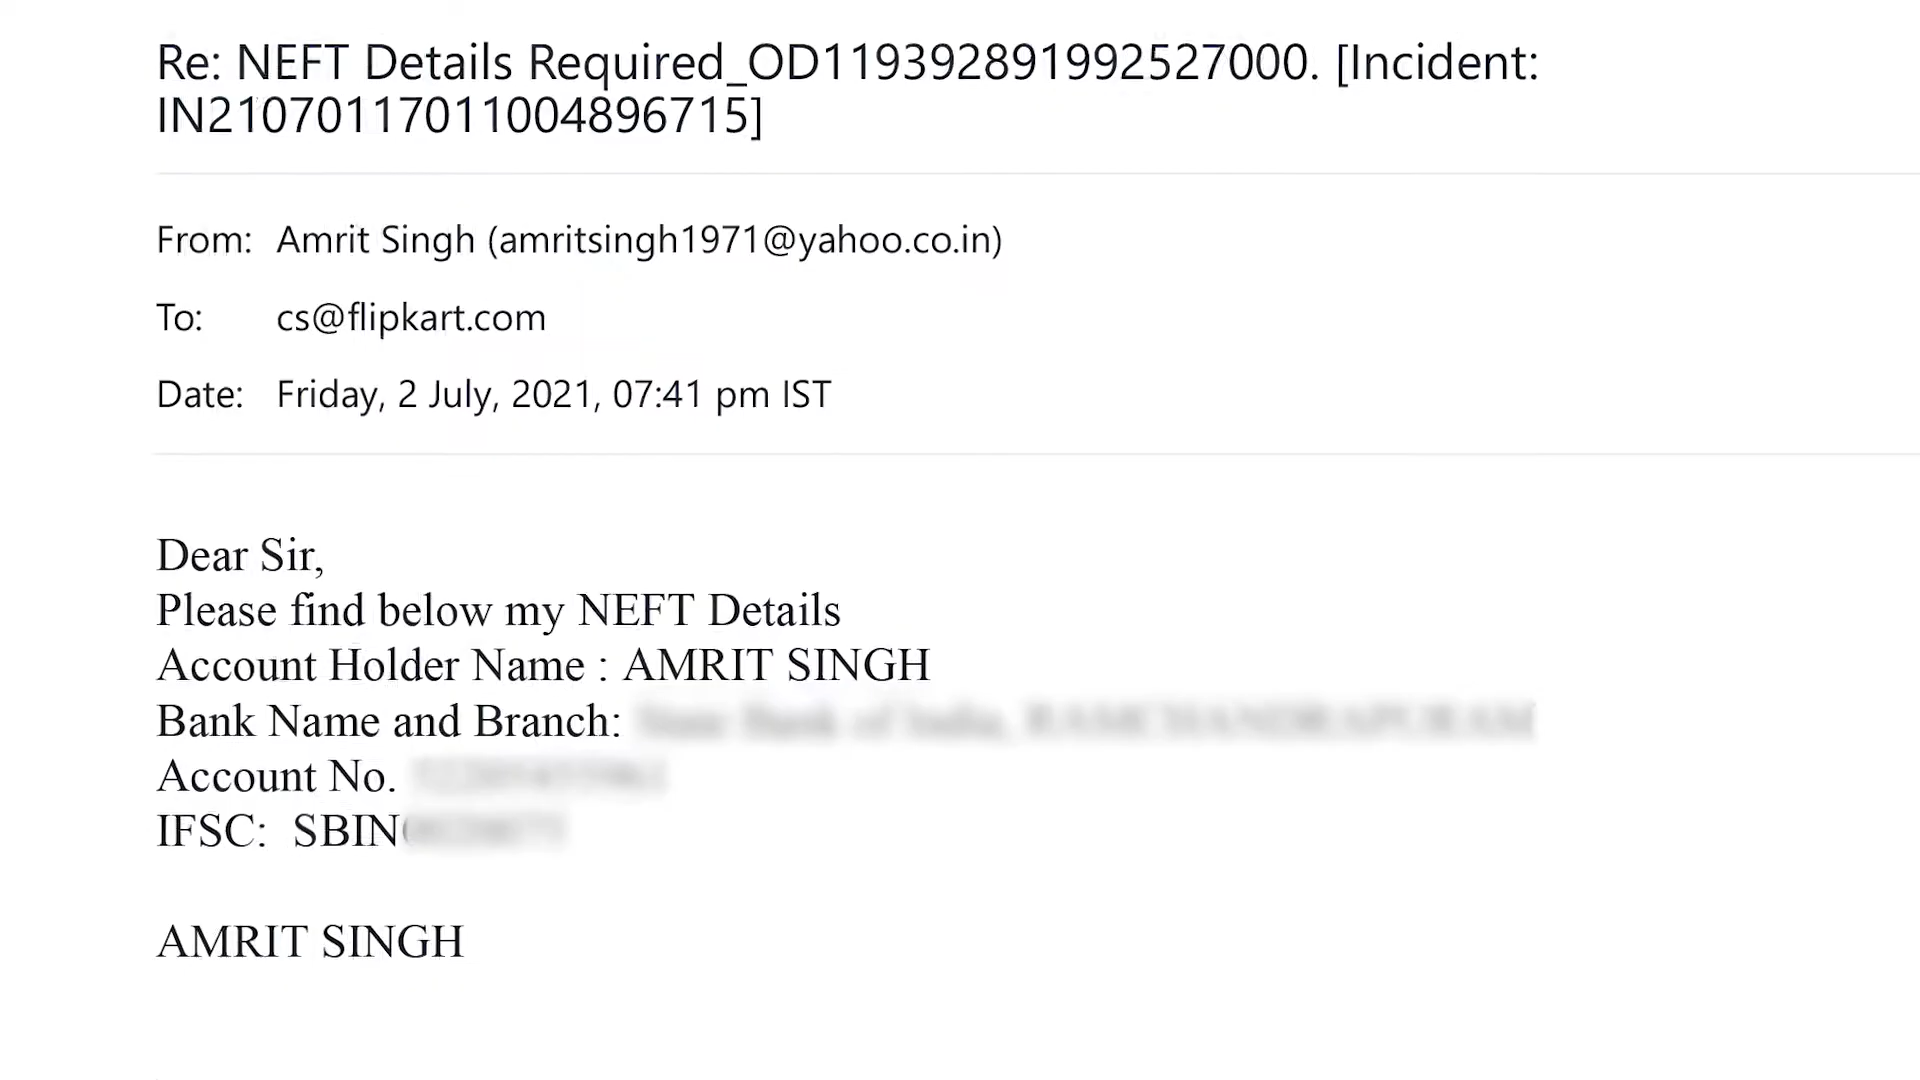 Re: NEFT Details Required_OD119392891992527000. [Incident:
IN21070117011004896715]
From: Amrit Singh (amritsingh1971@yahoo.co.in)
To: cs@flipkart.com
Date: Friday, 2 July, 2021, 07:41 pm IST
Dear Sir,
Please find below my NEFT Details
Account Holder Name : AMRIT SINGH
Bank Name and Branch:
Account No.
IFSC: SBIN
AMRIT SINGH